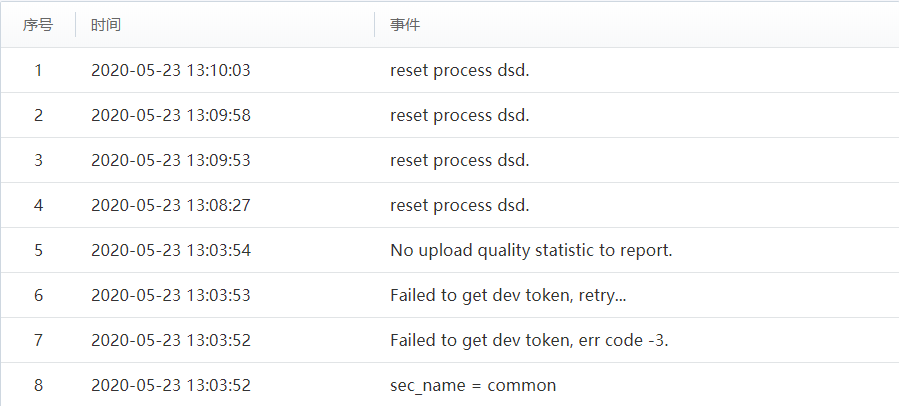 序号 时间 事件
1 2020-05-23 13:10:03 reset process dsd.
2 2020-05-23 13:09:58 reset process dsd.
3 2020-05-23 13:09:53 reset process dsd.
4 2020-05-23 13:08:27 reset process dsd.
5 2020-05-23 13:03:54 No upload quality statistic to report.
6 2020-05-23 13:03:53 Failed to get dev token, retry...
7 2020-05-23 13:03:52 Failed to get dev token, err code -3.
8 2020-05-23 13:03:52 sec_name = common